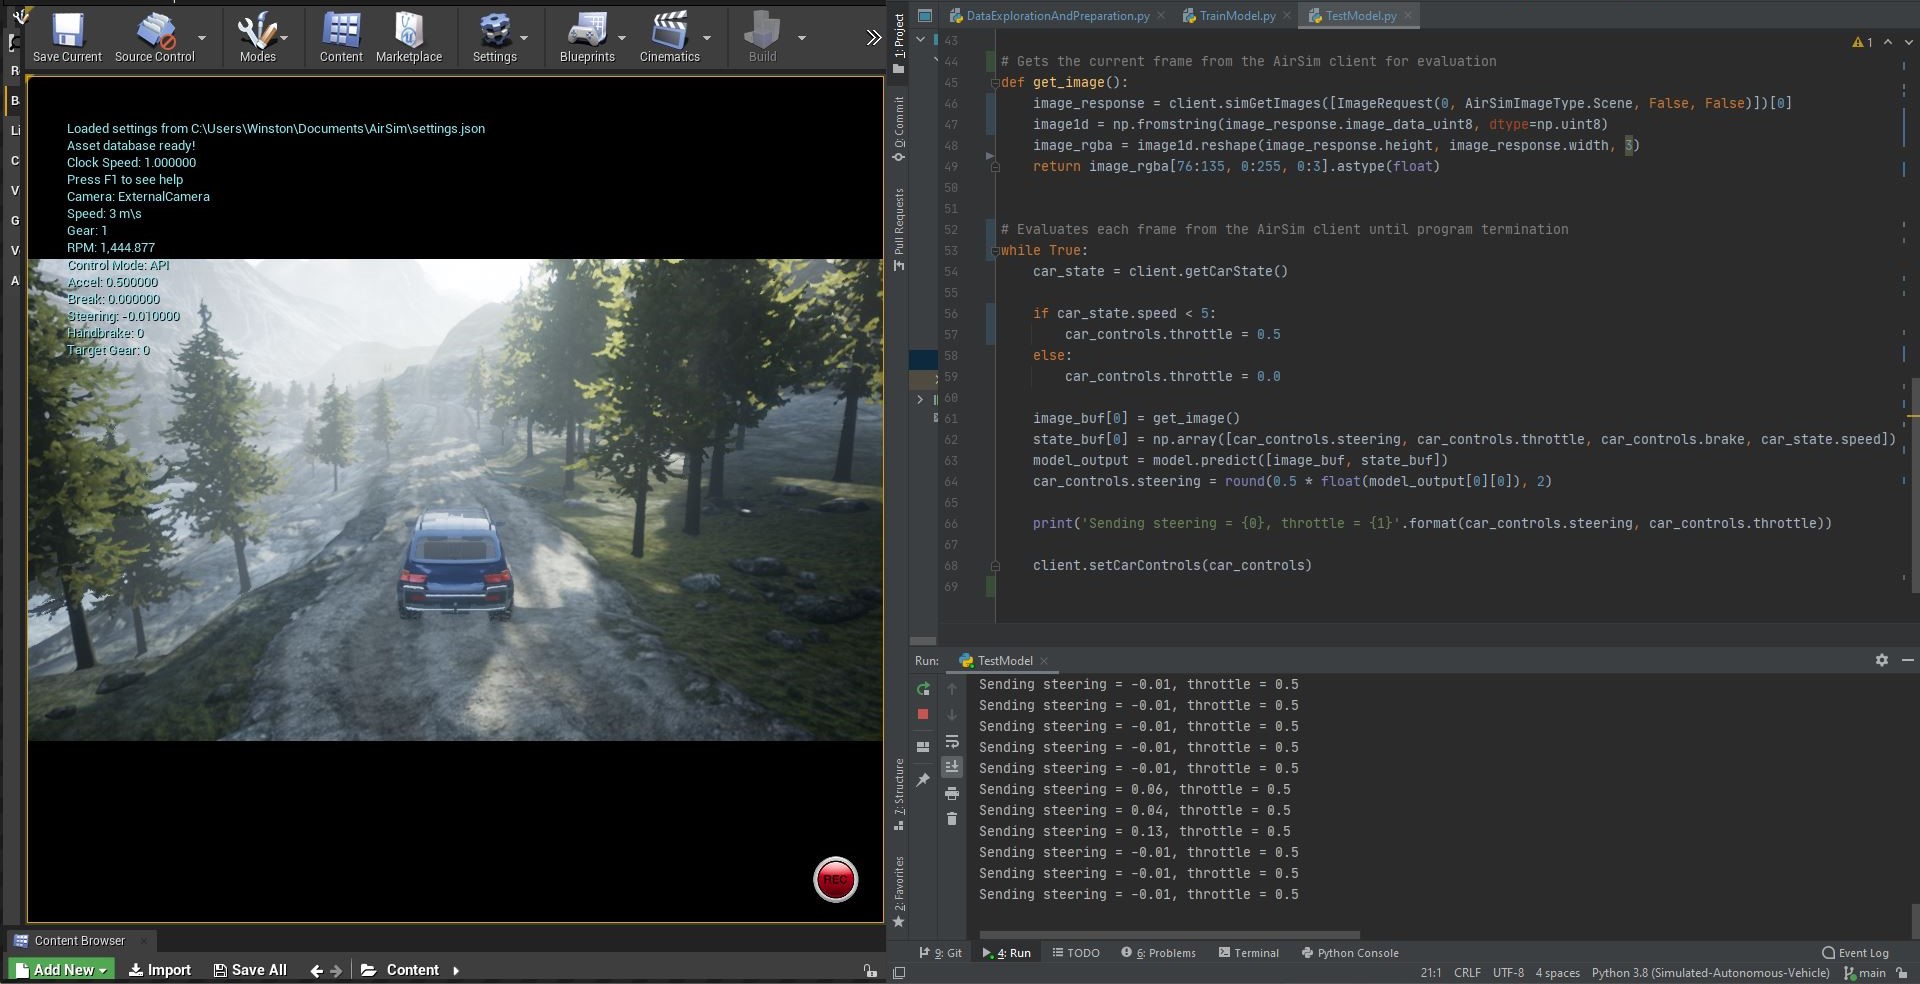 Save Current
Source Control
Modes
Content
Marketplace
Settings
Blueprints
Cinematics
Build
Loaded settings from C:\Users\Winston\Documents\AirSim\settings.json
Asset database ready!
Clock Speed: 1.000000
Press F1 to see help
Camera: ExternalCamera
Speed: 3 m\s
Gear: 1
RPM: 1,444.877
Control Mode: API
Accel: 0.500000
Break: 0.000000
Steering: -0.010000
Handbrake: 0
Target Gear: 0
REC
Content Browser
Add New
Import
Save All
Content
1: Project
0: Commit
Pull Requests
7: Structure
2: Favorites
DataExplorationAndPreparation.py
TrainModel.py
TestModel.py
1
43
44 # Gets the current frame from the AirSim client for evaluation
45 def get_image():
46 image_response = client.simGetImages([ImageRequest(0, AirSimImageType.Scene, False, False)])[0]
47 image1d = np.fromstring(image_response.image_data_uint8, dtype=np.uint8)
48 image_rgba = image1d.reshape(image_response.height, image_response.width, 3)
49 return image_rgba[76:135, 0:255, 0:3].astype(float)
50
51
52 # Evaluates each frame from the AirSim client until program termination
53 while True:
54 car_state = client.getCarState()
55
56 if car_state.speed < 5:
57 car_controls.throttle = 0.5
58 else:
59 car_controls.throttle = 0.0
60
61 image_buf[0] = get_image()
62 state_buf[0] = np.array([car_controls.steering, car_controls.throttle, car_controls.brake, car_state.speed])
63 model_output = model.predict([image_buf, state_buf])
64 car_controls.steering = round(0.5 * float(model_output[0][0]), 2)
65
66 print('Sending steering = {0}, throttle = {1}'.format(car_controls.steering, car_controls.throttle))
67
68 client.setCarControls(car_controls)
69
Run: TestModel
Sending steering = -0.01, throttle = 0.5
Sending steering = -0.01, throttle = 0.5
Sending steering = -0.01, throttle = 0.5
Sending steering = -0.01, throttle = 0.5
Sending steering = -0.01, throttle = 0.5
Sending steering = 0.06, throttle = 0.5
Sending steering = 0.04, throttle = 0.5
Sending steering = 0.13, throttle = 0.5
Sending steering = -0.01, throttle = 0.5
Sending steering = -0.01, throttle = 0.5
Sending steering = -0.01, throttle = 0.5
9: Git
4: Run
TODO
6: Problems
Terminal
Python Console
Event Log
21:1 CRLF UTF-8 4 spaces Python 3.8 (Simulated-Autonomous-Vehicle) main